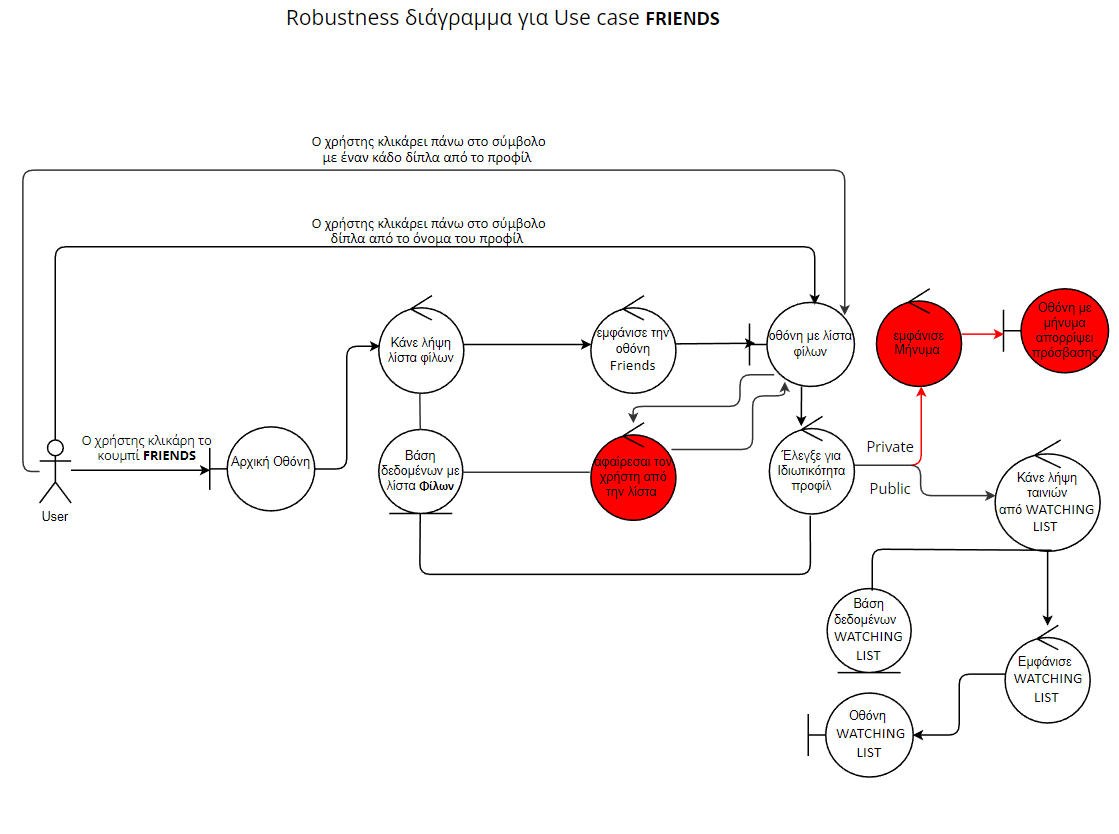 Robustness διάγραμμα για Use case FRIENDS
Ο χρήστης κλικάρει πάνω στο σύμβολο
με έναν κάδο δίπλα από το προφίλ
Ο χρήστης κλικάρει πάνω στο σύμβολο
δίπλα από το όνομα του προφίλ
Κάνε λήψη
λίστα φίλων
εμφάνισε την
οθόνη
Friends
οθόνη με λίστα
φίλων
εμφάνισε
Μήνυμα
Οθόνη με
μήνυμα
απορρίψει
πρόσβασης
Ο χρήστης κλικάρη το
κουμπί FRIENDS
User
Αρχική Οθόνη
Βάση
δεδομένων με
λίστα Φίλων
αφαίρεσαι τον
χρήστη από
την λίστα
Έλεγξε για
Ιδιωτικότητα
προφίλ
Private
Public
Κάνε λήψη
ταινιών
από WATCHING
LIST
Βάση
δεδομένων
WATCHING
LIST
Εμφάνισε
WATCHING
LIST
Οθόνη
WATCHING
LIST